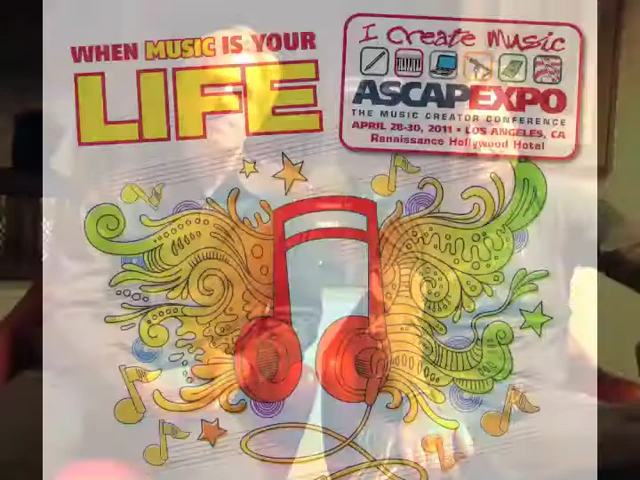 WHEN MUSIC IS YOUR
LIFE
I Create Music
ASCAPEXPO
THE MUSIC CREATOR CONFERENCE
APRIL 28-30, 2011 • LOS ANGELES, CA
Renaissance Hollywood Hotel